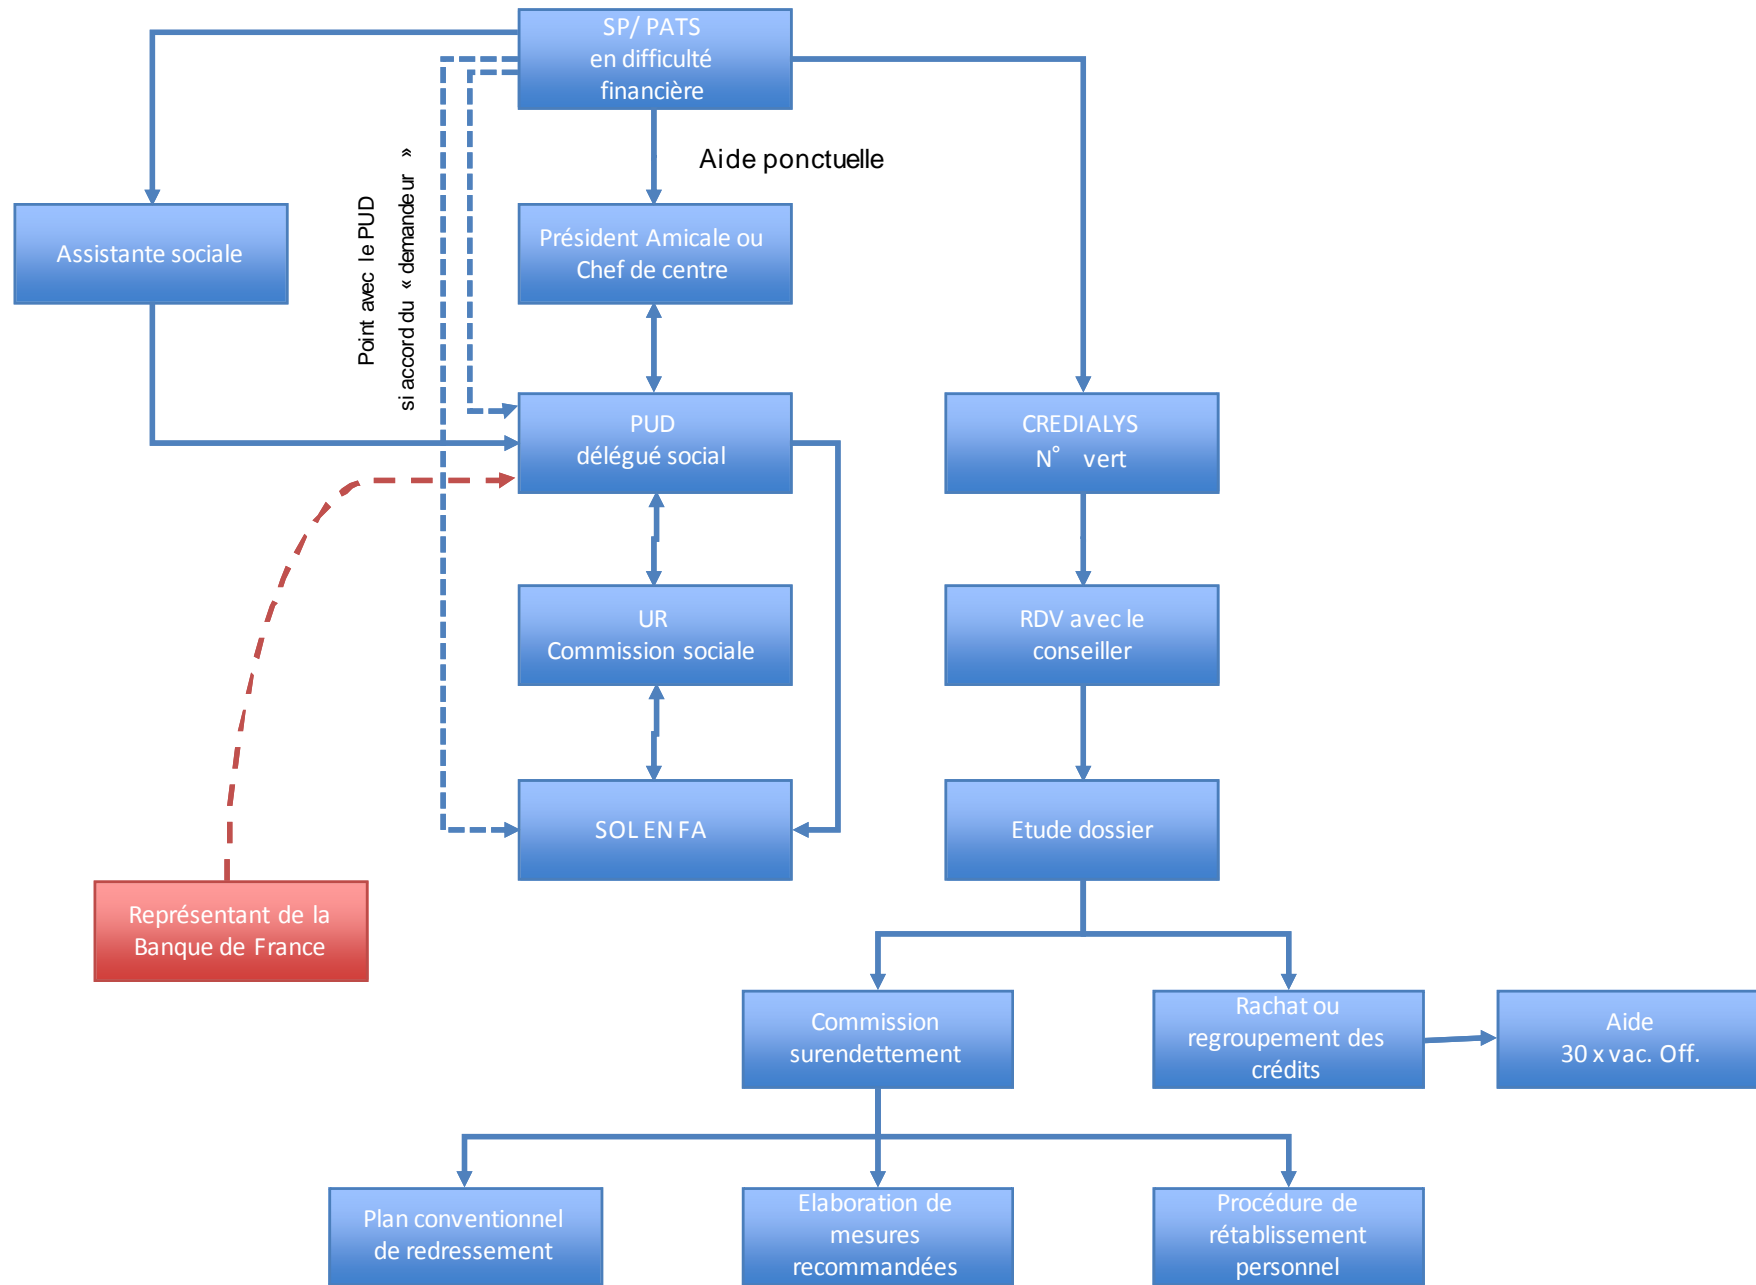 SP/ PATS
en difficulté
financière
Aide ponctuelle
Point avec le PUD
si accord du « demandeur »
Assistante sociale
Président Amicale ou
Chef de centre
PUD
délégué social
CREDIALYS
N° vert
UR
Commission sociale
RDV avec le
conseiller
SOL EN FA
Etude dossier
Représentant de la
Banque de France
Commission
surendettement
Rachat ou
regroupement des
crédits
Aide
30 x vac. Off.
Plan conventionnel
de redressement
Elaboration de
mesures
recommandées
Procédure de
rétablissement
personnel